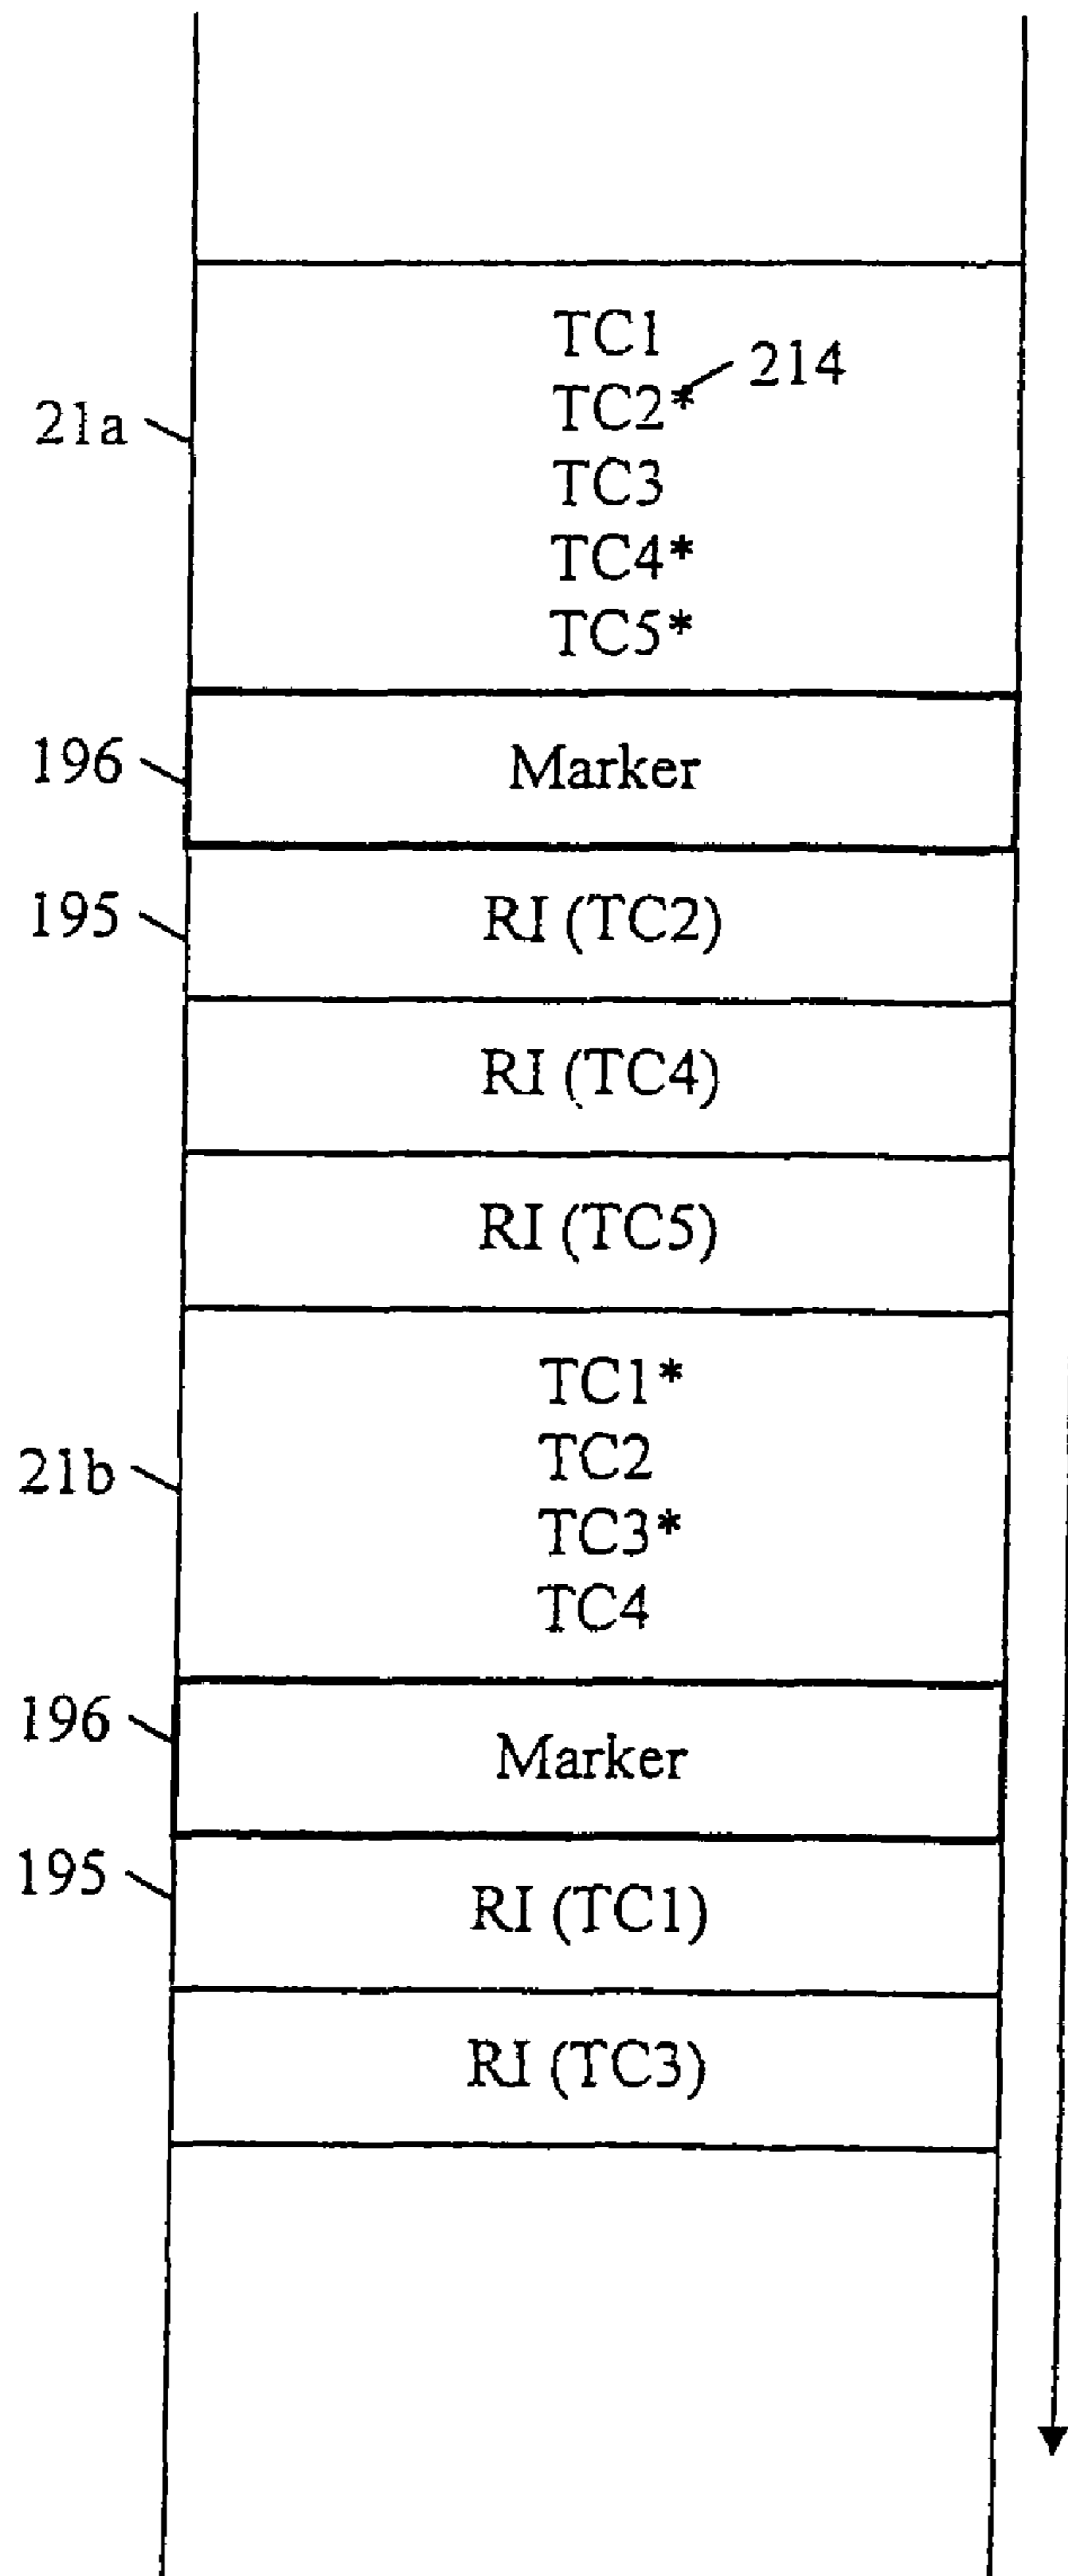 TC1
TC2* 214
21a
TC3
TC4*
TC5*
196 Marker
195 RI (TC2)
RI (TC4)
RI (TC5)
TC1*
TC2
21b
TC3*
TC4
196 Marker
195 RI (TC1)
RI (TC3)